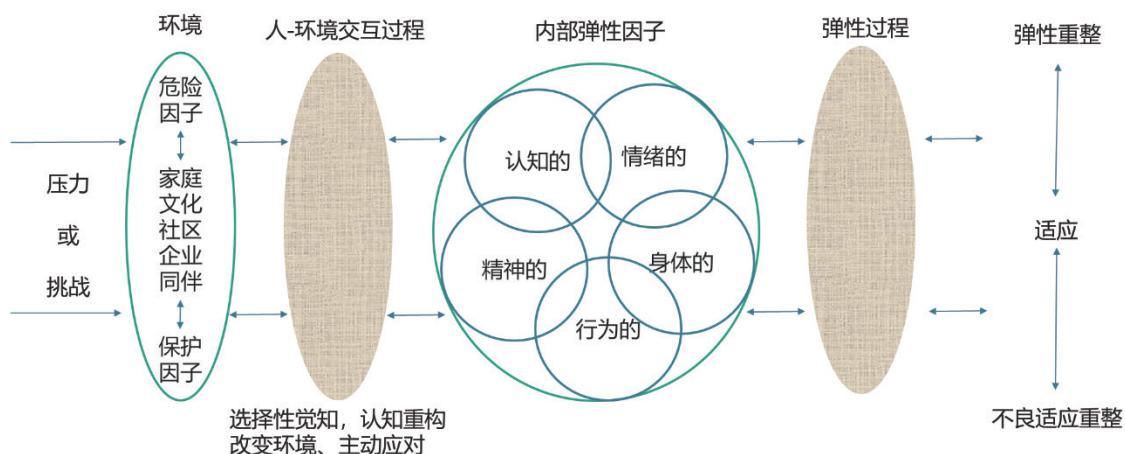 环境
人-环境交互过程
内部弹性因子
弹性过程
弹性重整
压力
或
挑战
危险
因子
家庭
文化
社区
企业
同伴
保护
因子
选择性觉知，认知重构
改变环境、主动应对
认知的
情绪的
精神的
身体的
行为的
适应
不良适应重整